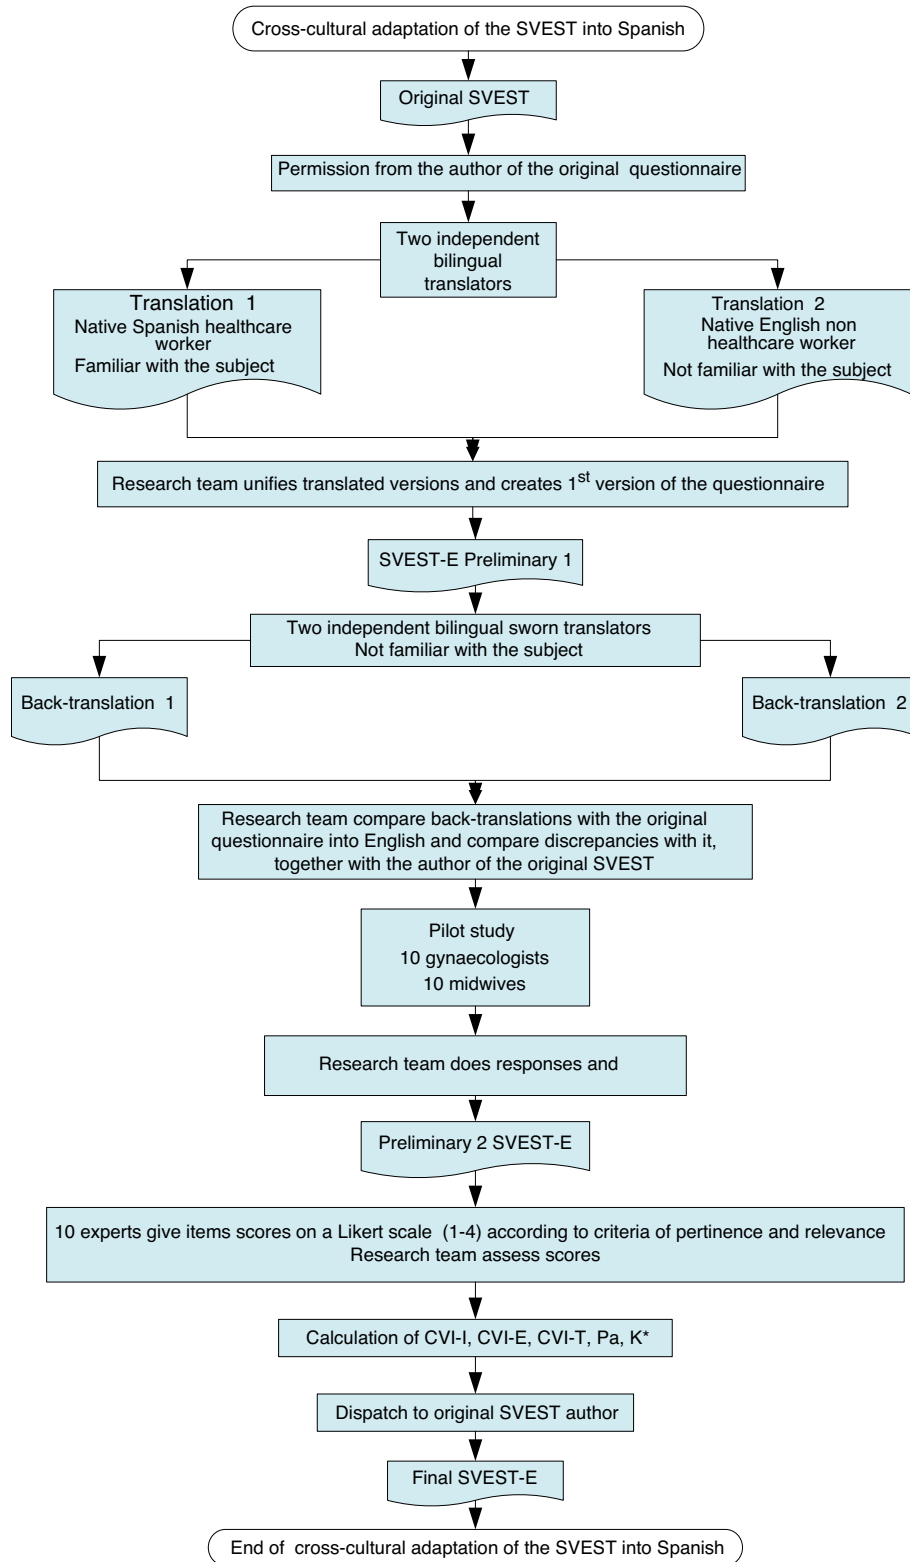 Cross-cultural adaptation of the SVEST into Spanish
Original SVEST
Permission from the author of the original questionnaire
Two independent
bilingual
translators
Translation 1
Native Spanish healthcare
worker
Familiar with the subject
Translation 2
Native English non
healthcare worker
Not familiar with the subject
Research team unifies translated versions and creates 1st version of the questionnaire
SVEST-E Preliminary 1
Two independent bilingual sworn translators
Not familiar with the subject
Back-translation 1
Back-translation 2
Research team compare back-translations with the original
questionnaire into English and compare discrepancies with it,
together with the author of the original SVEST
Pilot study
10 gynaecologists
10 midwives
Research team does responses and
Preliminary 2 SVEST-E
10 experts give items scores on a Likert scale (1-4) according to criteria of pertinence and relevance
Research team assess scores
Calculation of CVI-I, CVI-E, CVI-T, Pa, K*
Dispatch to original SVEST author
Final SVEST-E
End of cross-cultural adaptation of the SVEST into Spanish